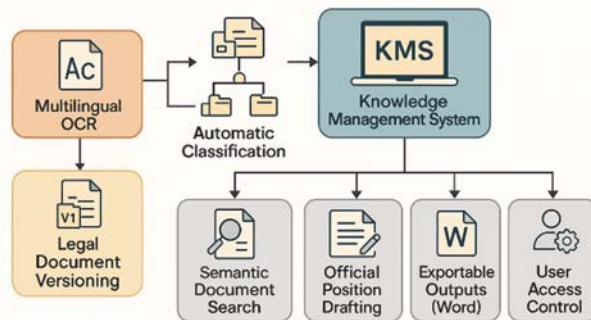 Ac
Multilingual
OCR
Automatic
Classification
KMS
Knowledge
Management System
V1
Legal
Document
Versioning
Semantic
Document
Search
Official
Position
Drafting
W
Exportable
Outputs
(Word)
User
Access
Control